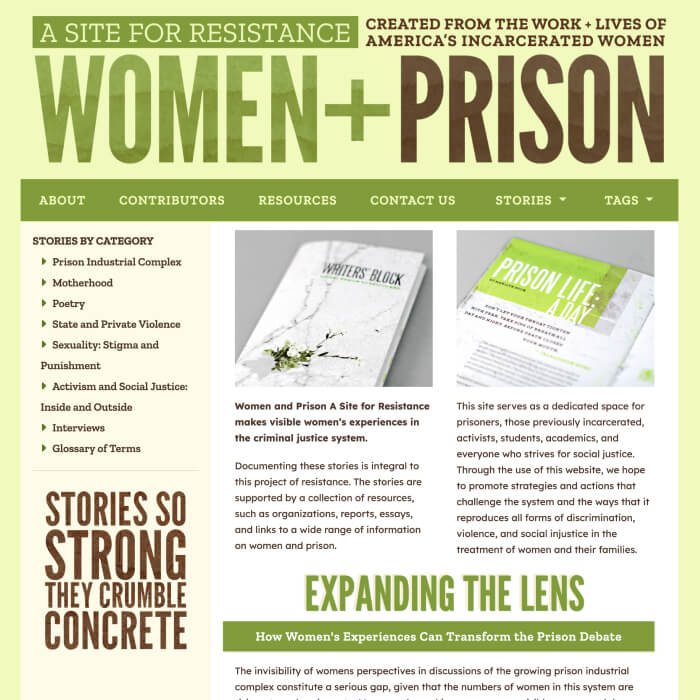 A SITE FOR RESISTANCE
CREATED FROM THE WORK + LIVES OF
AMERICA'S INCARCERATED WOMEN
WOMEN+PRISON
ABOUT CONTRIBUTORS RESOURCES CONTACT US STORIES TAGS
STORIES BY CATEGORY
Prison Industrial Complex
Motherhood
Poetry
State and Private Violence
Sexuality: Stigma and
Punishment
Activism and Social Justice:
Inside and Outside
Interviews
Glossary of Terms
STORIES SO
STRONG
THEY CRUMBLE
CONCRETE
WRITERS' BLOCK
PRISON LIFE:
A DAY
Women and Prison A Site for Resistance
makes visible women's experiences in
the criminal justice system.
Documenting these stories is integral to
this project of resistance. The stories are
supported by a collection of resources,
such as organizations, reports, essays,
and links to a wide range of information
on women and prison.
This site serves as a dedicated space for
prisoners, those previously incarcerated,
activists, students, academics, and
everyone who strives for social justice.
Through the use of this website, we hope
to promote strategies and actions that
challenge the system and the ways that it
reproduces all forms of discrimination,
violence, and social injustice in the
treatment of women and their families.
EXPANDING THE LENS
How Women's Experiences Can Transform the Prison Debate
The invisibility of womens perspectives in discussions of the growing prison industrial
complex constitute a serious gap, given that the numbers of women in this system are